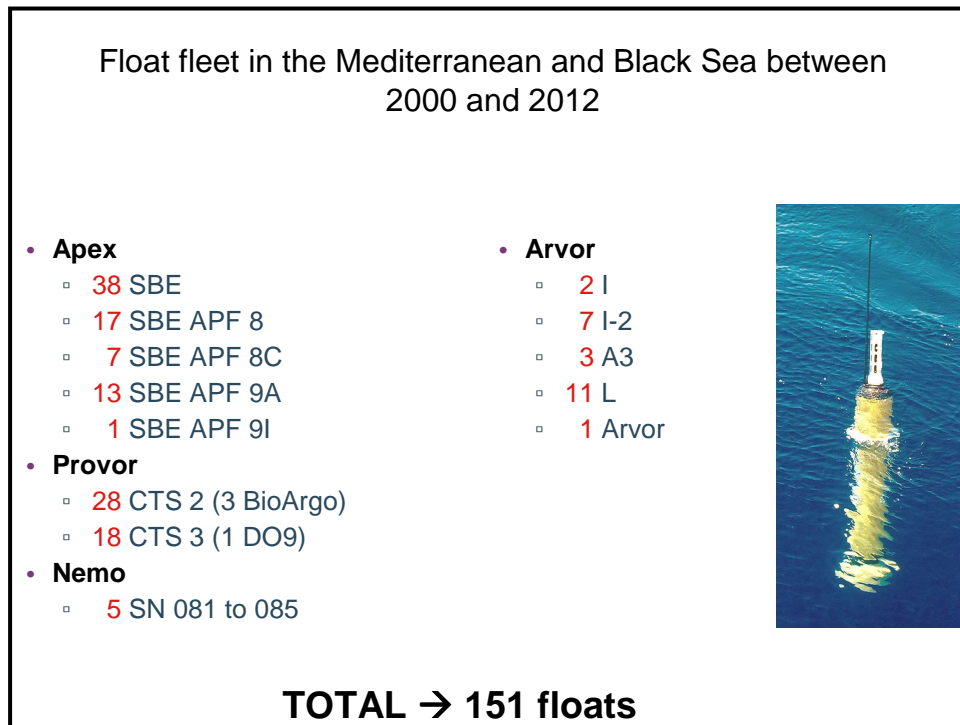 Float fleet in the Mediterranean and Black Sea between
2000 and 2012
• Apex
▫ 38 SBE
▫ 17 SBE APF 8
▫ 7 SBE APF 8C
▫ 13 SBE APF 9A
▫ 1 SBE APF 9I
• Provor
▫ 28 CTS 2 (3 BioArgo)
▫ 18 CTS 3 (1 DO9)
• Nemo
▫ 5 SN 081 to 085
• Arvor
▫ 2 I
▫ 7 I-2
▫ 3 A3
▫ 11 L
▫ 1 Arvor
TOTAL → 151 floats